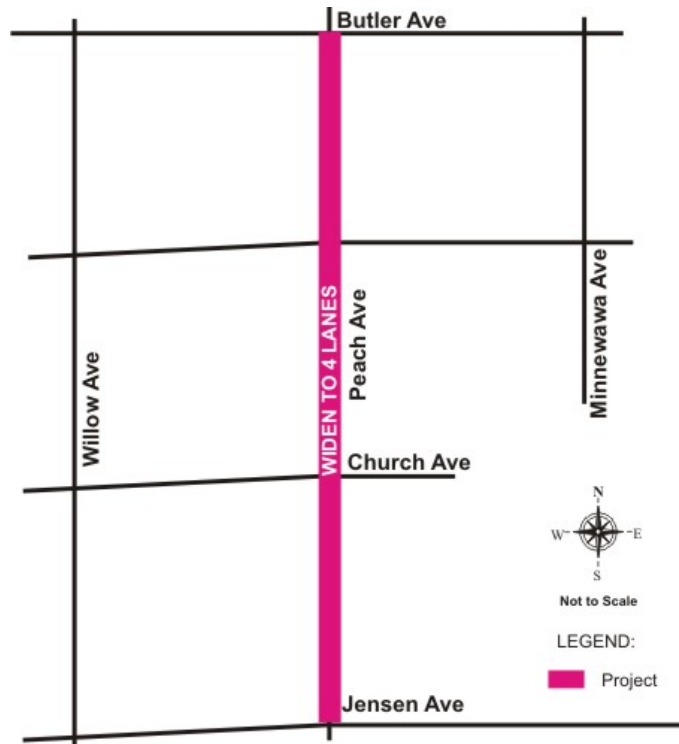 Butler Ave
Minnewawa Ave
WIDEN TO 4 LANES
Peach Ave
Willow Ave
Church Ave
N
W
E
S
Not to Scale
Jensen Ave
LEGEND:
Project